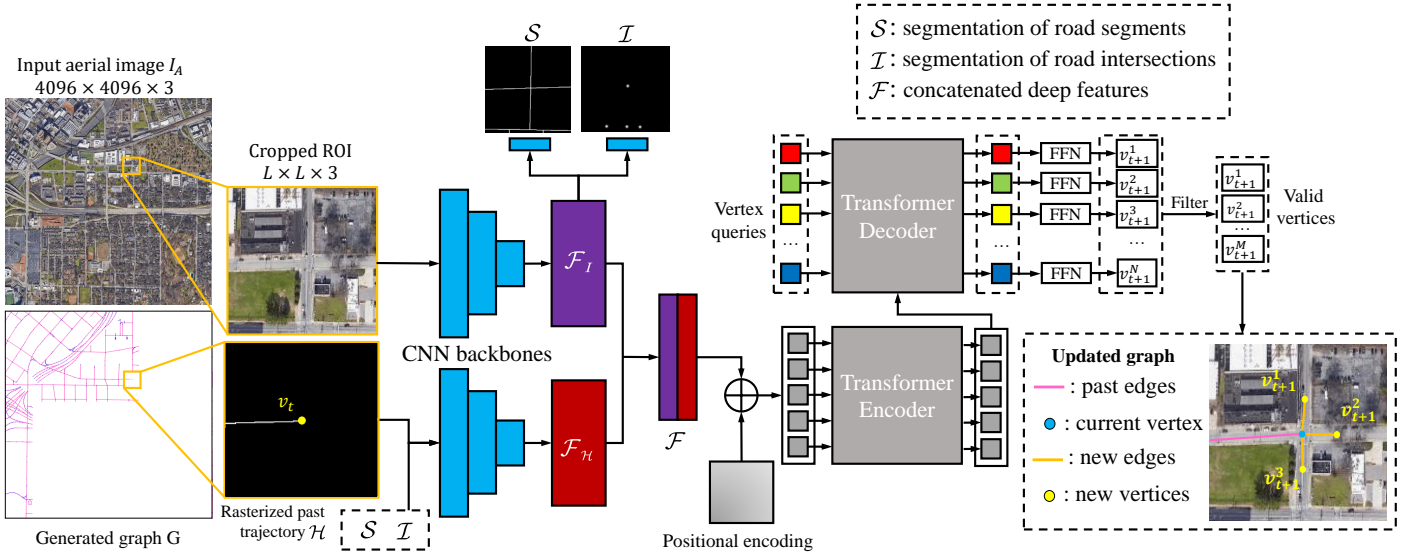 Input aerial image I_A
4096 × 4096 × 3
Cropped ROI
L × L × 3
S
I
S : segmentation of road segments
I : segmentation of road intersections
F : concatenated deep features
CNN backbones
F_I
F_H
F
v_t
Rasterized past
trajectory H
S I
Generated graph G
Positional encoding
Vertex
queries
...
Transformer
Decoder
...
FFN
FFN
FFN
...
FFN
v^1_{t+1}
v^2_{t+1}
v^3_{t+1}
...
v^N_{t+1}
Filter
v^1_{t+1}
v^2_{t+1}
...
v^M_{t+1}
Valid
vertices
Transformer
Encoder
Updated graph
: past edges
: current vertex
: new edges
: new vertices
v^1_{t+1}
v^2_{t+1}
v^3_{t+1}